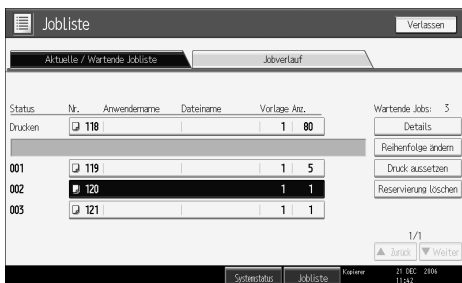 Jobliste
Verlassen
Aktuelle / Wartende Jobliste
Jobverlauf
Status Nr. Anwendername Dateiname Vorlage Anz.
Wartende Jobs: 3
Drucken 118 1 80
Details
Reihenfolge ändern
001 119 1 5
Druck aussetzen
002 120 1 1
Reservierung löschen
003 121 1 1
1/1
▲ Zurück ▼ Weiter
Systemstatus Jobliste Kopierer 21 DEC 2006
11:42